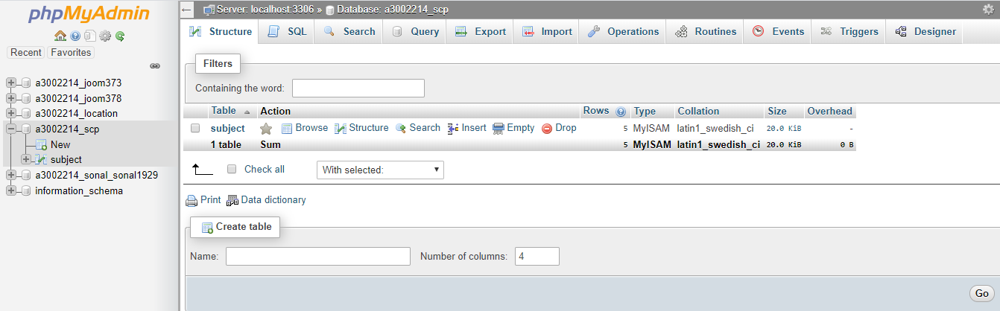 phpMyAdmin
Recent Favorites
a3002214_joom373
a3002214_joom378
a3002214_location
a3002214_scp
New
subject
a3002214_sonal_sonal1929
information_schema
Server: localhost:3306 » Database: a3002214_scp
Structure SQL Search Query Export Import Operations Routines Events Triggers Designer
Filters
Containing the word:
Table Action Rows Type Collation Size Overhead
subject Browse Structure Search Insert Empty Drop 5 MyISAM latin1_swedish_ci 20.0 KiB -
1 table Sum 5 MyISAM latin1_swedish_ci 20.0 KiB 0 B
Check all With selected:
Print Data dictionary
Create table
Name: Number of columns: 4
Go